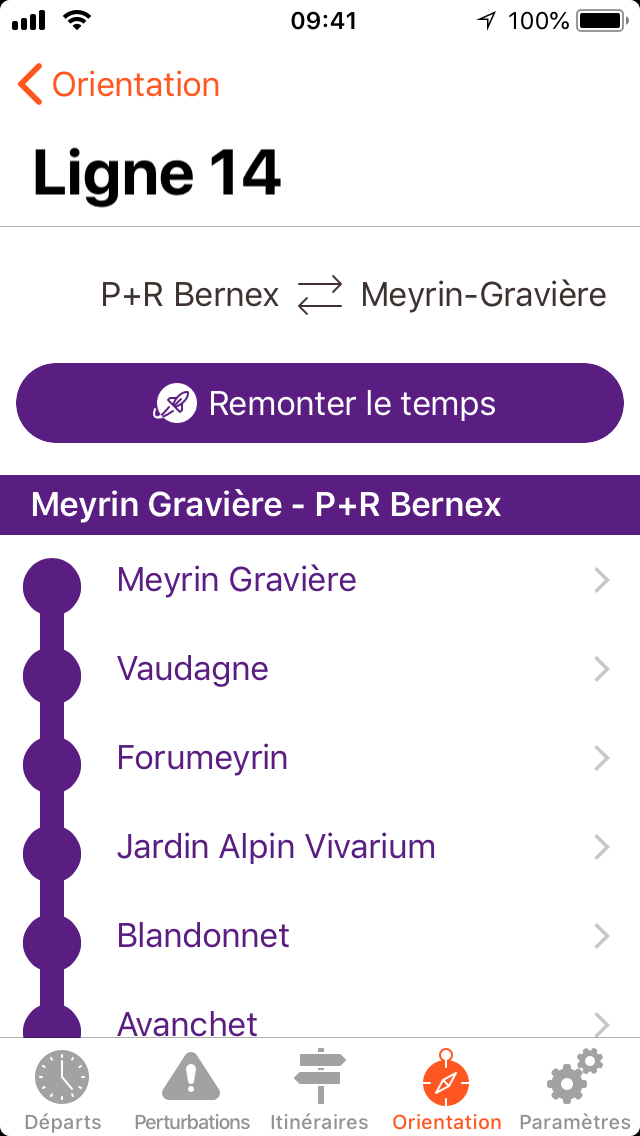 09:41 100%
Orientation
Ligne 14
P+R Bernex Meyrin-Gravière
Remonter le temps
Meyrin Gravière - P+R Bernex
Meyrin Gravière
Vaudagne
Forumeyrin
Jardin Alpin Vivarium
Blandonnet
Avanchet
Départs Perturbations Itinéraires Orientation Paramètres